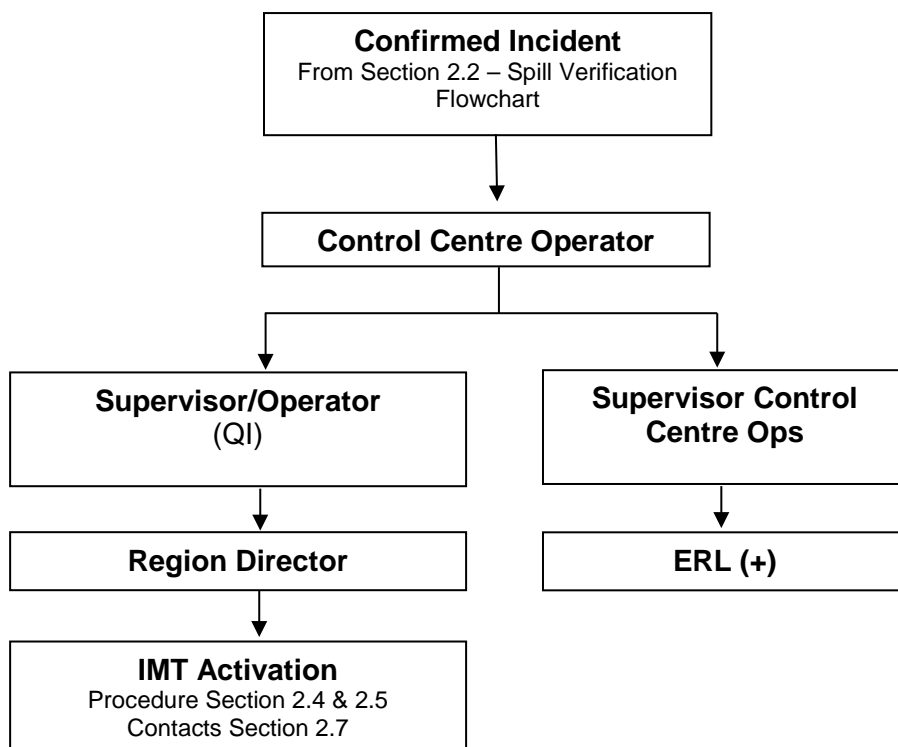 Confirmed Incident
From Section 2.2 – Spill Verification
Flowchart
Control Centre Operator
Supervisor/Operator
(QI)
Supervisor Control
Centre Ops
Region Director
ERL (+)
IMT Activation
Procedure Section 2.4 & 2.5
Contacts Section 2.7